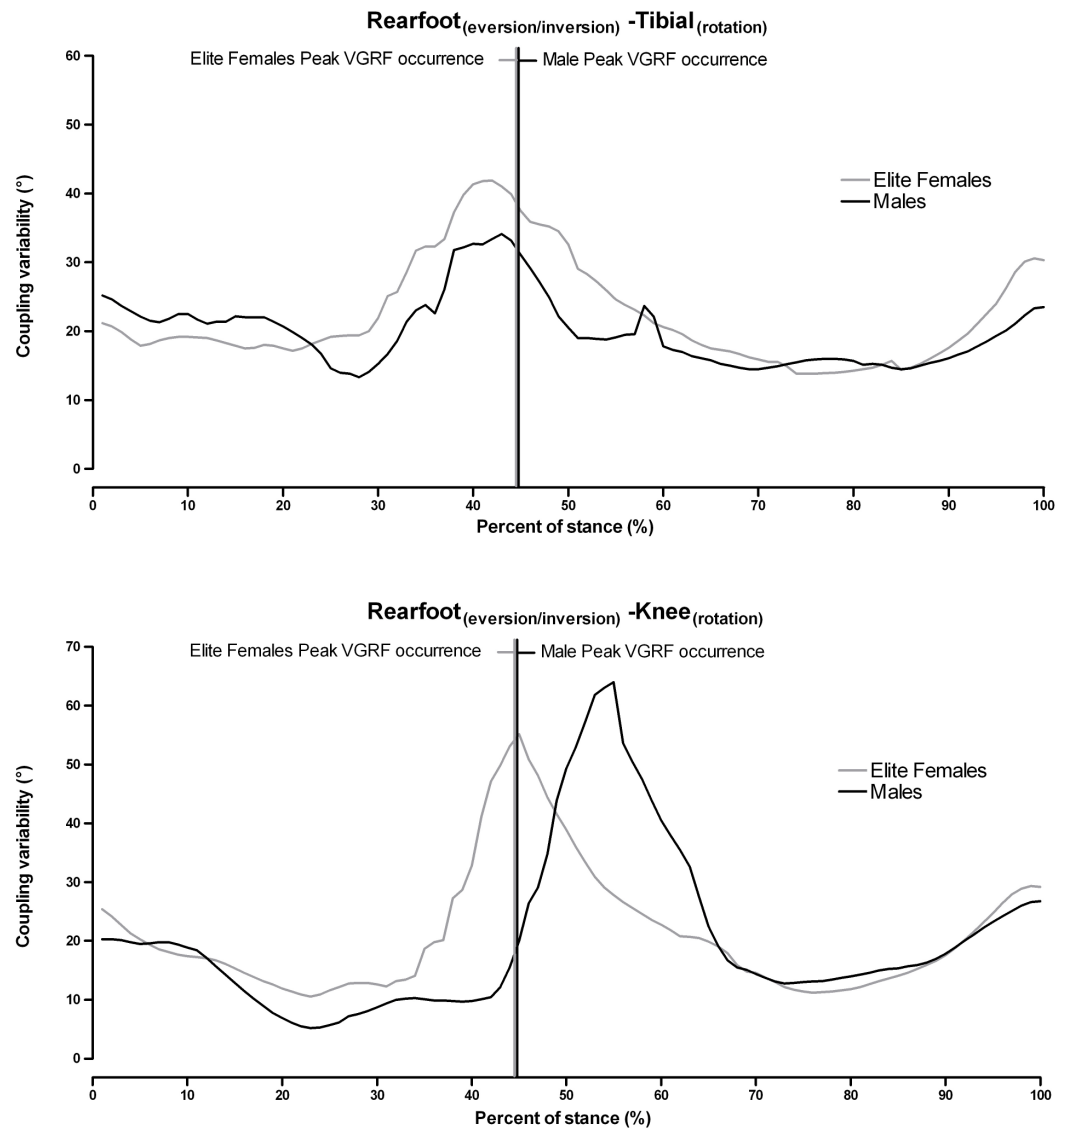 Rearfoot(eversion/inversion) -Tibial(rotation)
Elite Females Peak VGRF occurrence
Male Peak VGRF occurrence
60
50
40
30
20
10
0
Coupling variability (°)
Elite Females
Males
0 10 20 30 40 50 60 70 80 90 100
Percent of stance (%)
Rearfoot(eversion/inversion) -Knee(rotation)
Elite Females Peak VGRF occurrence
Male Peak VGRF occurrence
70
60
50
40
30
20
10
0
Coupling variability (°)
Elite Females
Males
0 10 20 30 40 50 60 70 80 90 100
Percent of stance (%)